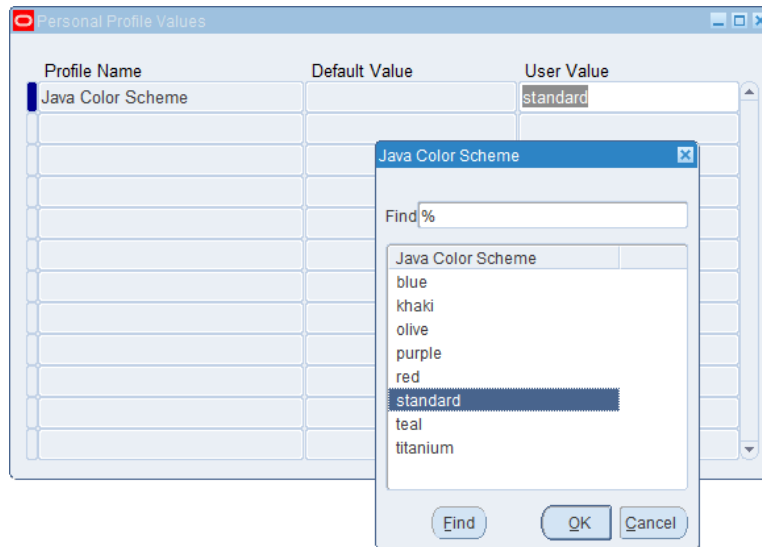 Personal Profile Values
Profile Name Default Value User Value
Java Color Scheme standard
Java Color Scheme
Find %
Java Color Scheme
blue
khaki
olive
purple
red
standard
teal
titanium
Find OK Cancel